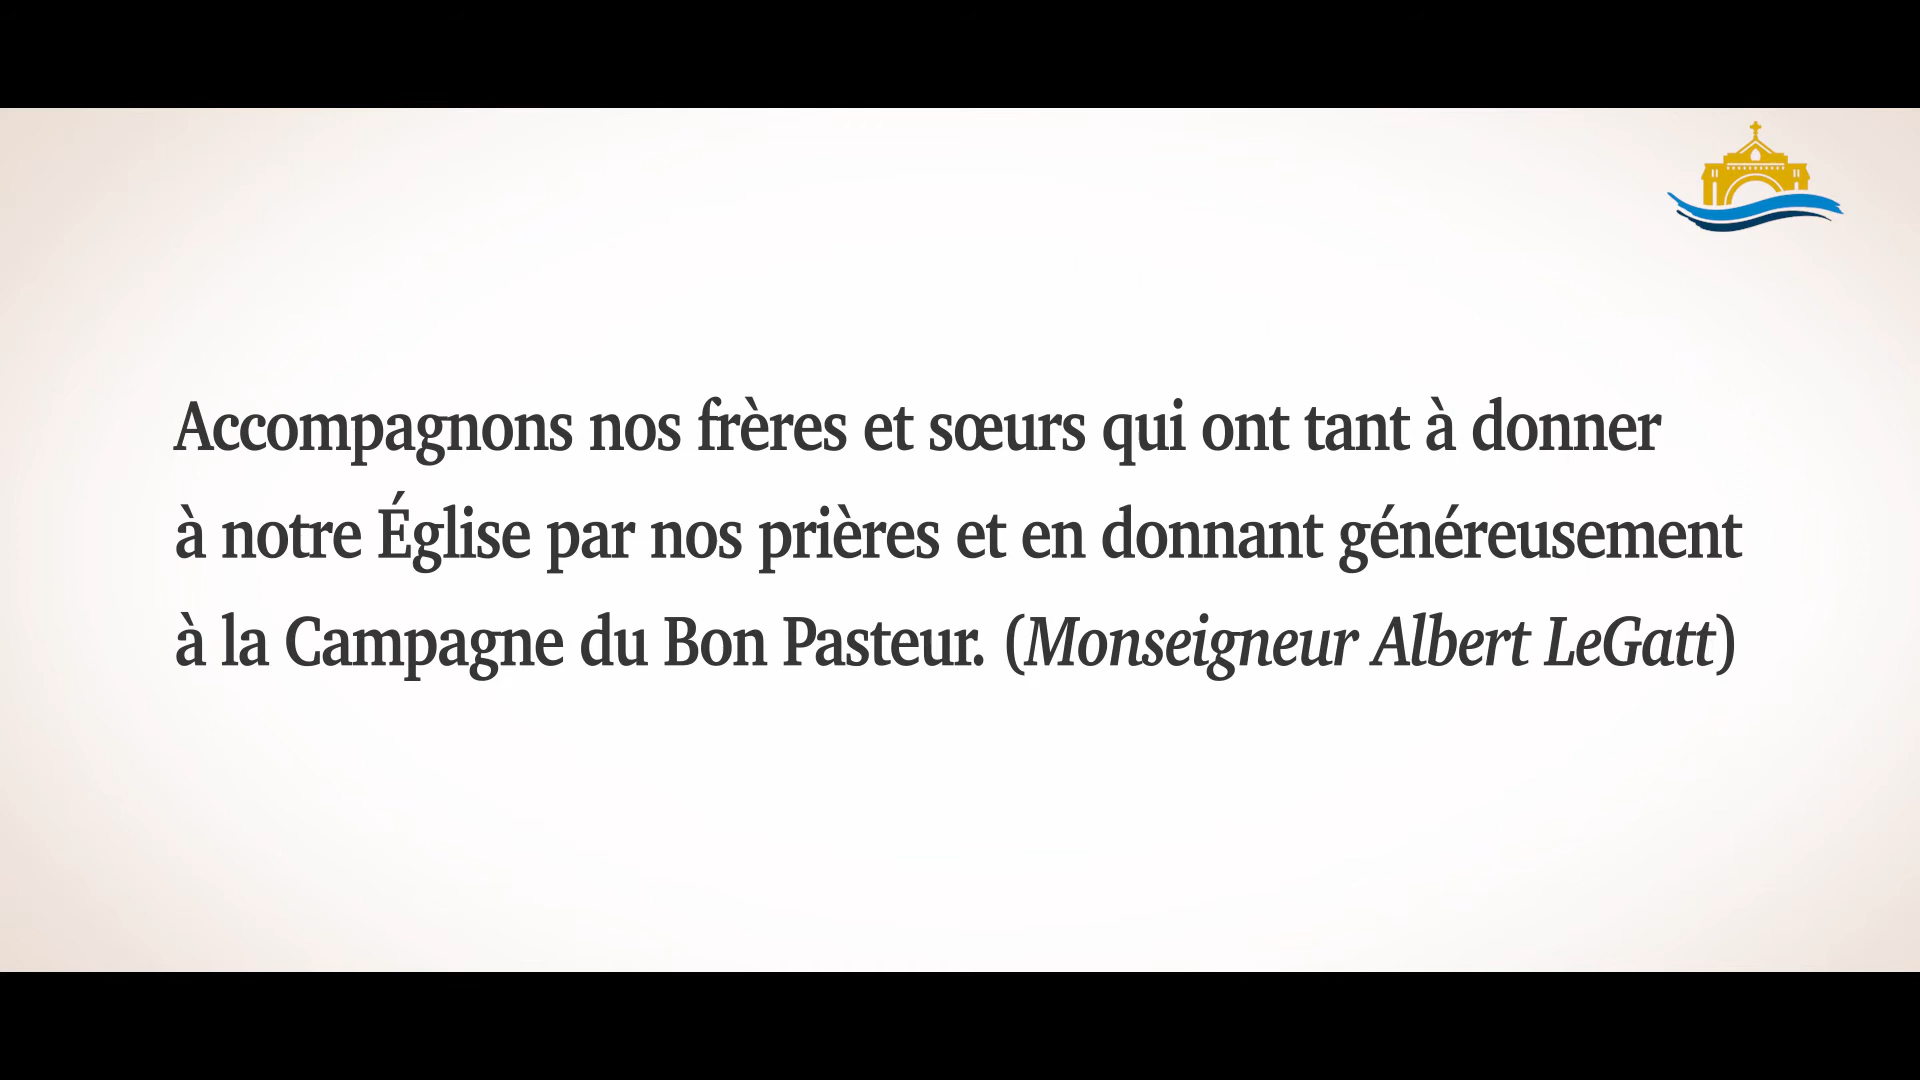 Accompagnons nos frères et sœurs qui ont tant à donner
à notre Église par nos prières et en donnant généreusement
à la Campagne du Bon Pasteur. (Monseigneur Albert LeGatt)